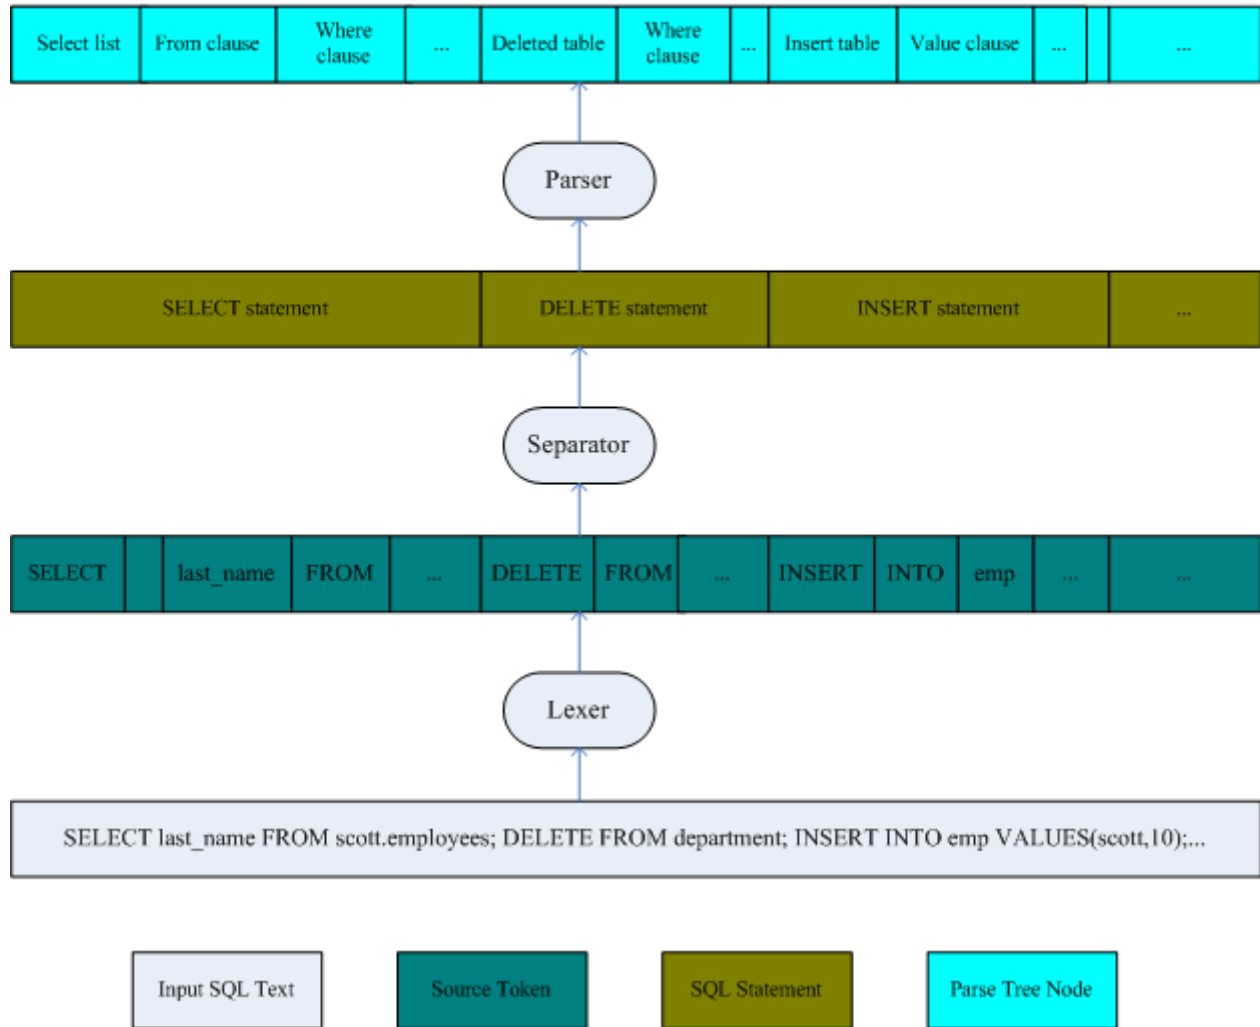 Select list From clause Where clause ... Deleted table Where clause ... Insert table Value clause ... ...
Parser
SELECT statement DELETE statement INSERT statement ...
Separator
SELECT last_name FROM ... DELETE FROM ... INSERT INTO emp ... ...
Lexer
SELECT last_name FROM scott.employees; DELETE FROM department; INSERT INTO emp VALUES(scott,10);...
Input SQL Text Source Token SQL Statement Parse Tree Node